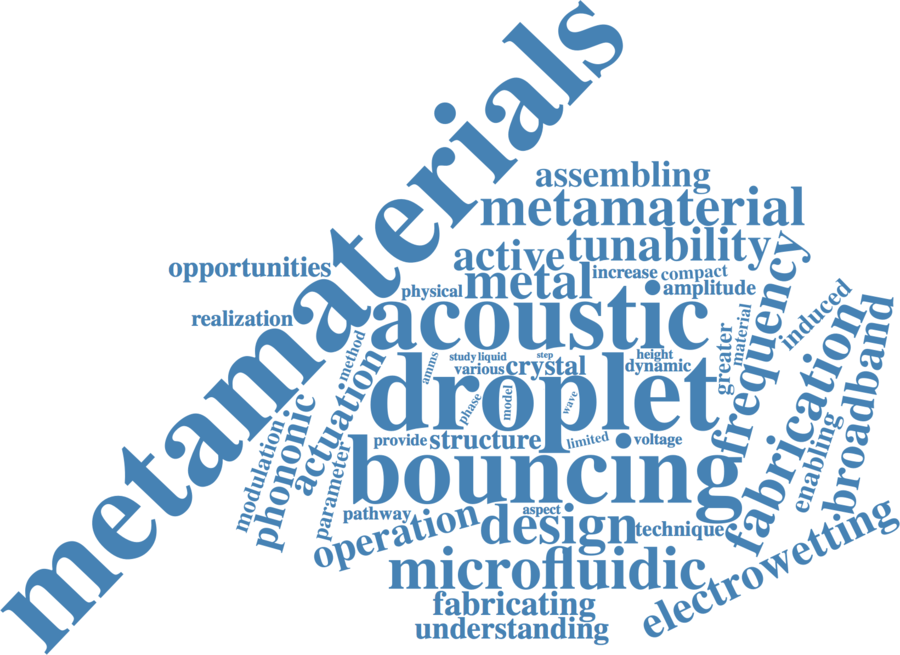 metamaterials
assembling
metamaterial
tunability
active
opportunities
metal
increase
compact
physical
amplitude
frequency
realization
acoustic
induced
material
greater
method
amms
study
liquid
step
height
various
crystal
dynamic
droplet
phase
model
wave
actuation
phononic
modulation
parameter
provide
structure
limited
voltage
fabrication
broadband
enabling
bouncing
pathway
aspect
operation
design
technique
electrowetting
microfluidic
fabricating
understanding